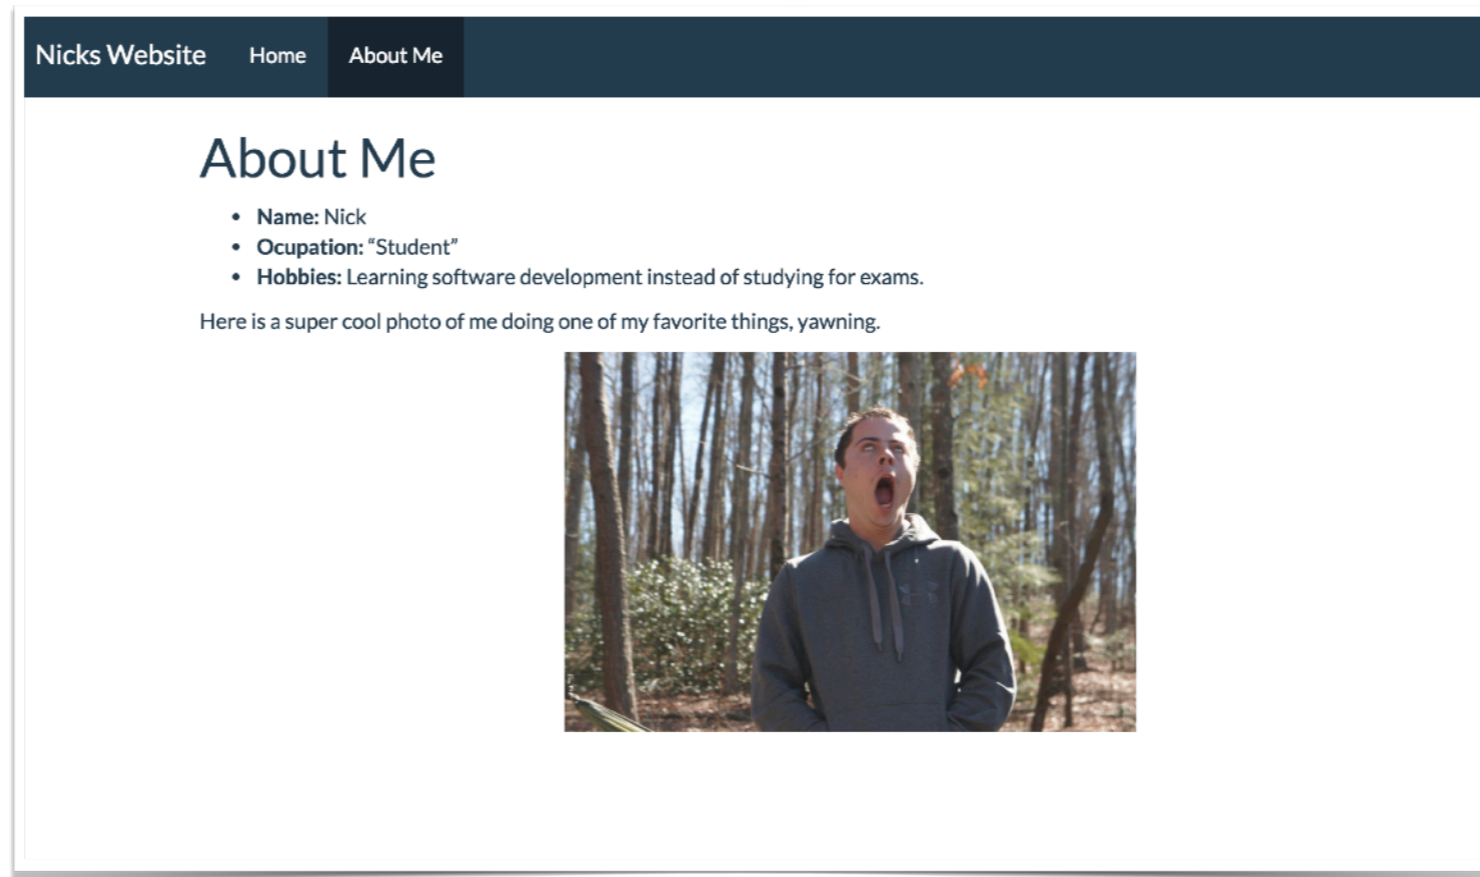 Nicks Website Home About Me
About Me
• Name: Nick
• Ocupation: “Student”
• Hobbies: Learning software development instead of studying for exams.
Here is a super cool photo of me doing one of my favorite things, yawning.